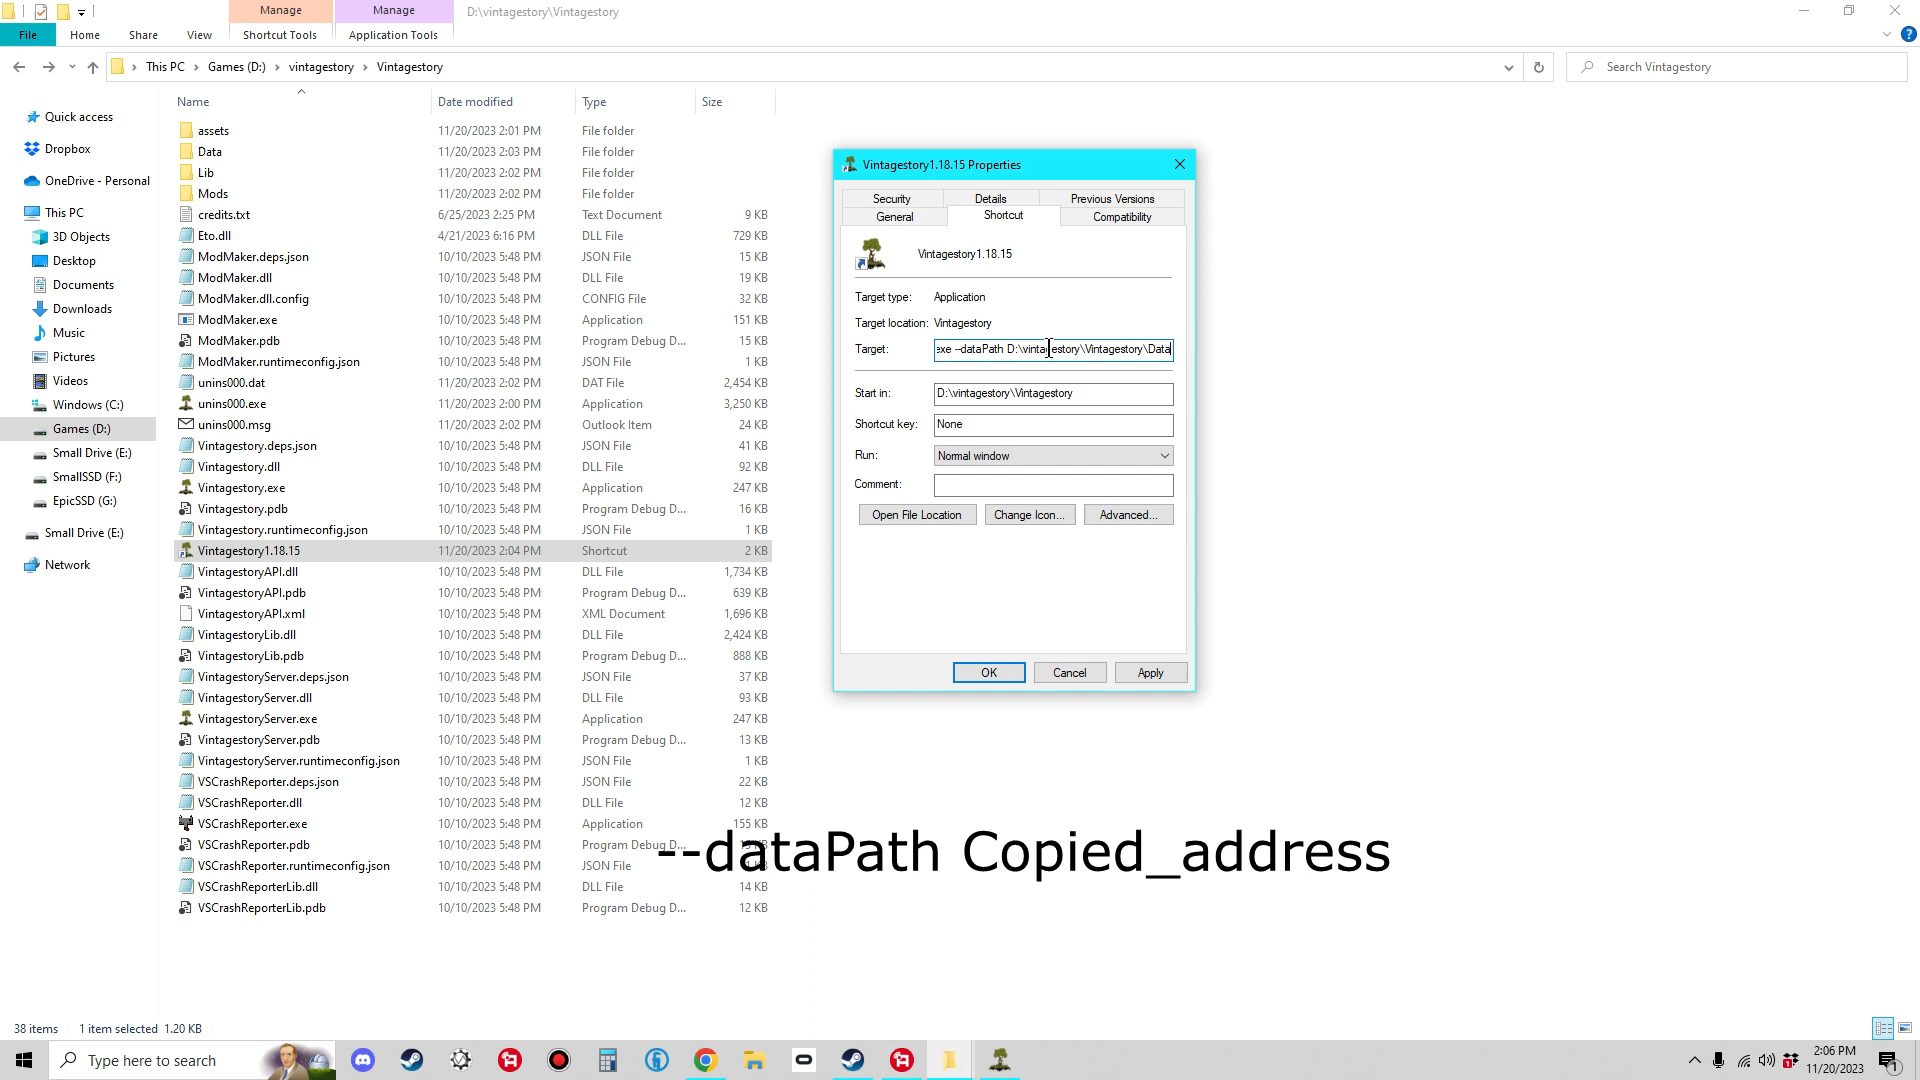 Manage
Manage
D:\vintagestory\Vintagestory
File
Home
Share
View
Shortcut Tools
Application Tools
This PC > Games (D:) > vintagestory > Vintagestory
Search Vintagestory
Name
Date modified
Type
Size
Quick access
Dropbox
OneDrive - Personal
This PC
3D Objects
Desktop
Documents
Downloads
Music
Pictures
Videos
Windows (C:)
Games (D:)
Small Drive (E:)
SmallSSD (F:)
EpicSSD (G:)
Small Drive (E:)
Network
assets 11/20/2023 2:01 PM File folder
Data 11/20/2023 2:03 PM File folder
Lib 11/20/2023 2:02 PM File folder
Mods 11/20/2023 2:02 PM File folder
credits.txt 6/25/2023 2:25 PM Text Document 9 KB
Eto.dll 4/21/2023 6:16 PM DLL File 729 KB
ModMaker.deps.json 10/10/2023 5:48 PM JSON File 15 KB
ModMaker.dll 10/10/2023 5:48 PM DLL File 19 KB
ModMaker.dll.config 10/10/2023 5:48 PM CONFIG File 32 KB
ModMaker.exe 10/10/2023 5:48 PM Application 151 KB
ModMaker.pdb 10/10/2023 5:48 PM Program Debug D... 15 KB
ModMaker.runtimeconfig.json 10/10/2023 5:48 PM JSON File 1 KB
unins000.dat 11/20/2023 2:02 PM DAT File 2,454 KB
unins000.exe 11/20/2023 2:00 PM Application 3,250 KB
unins000.msg 11/20/2023 2:02 PM Outlook Item 24 KB
Vintagestory.deps.json 10/10/2023 5:48 PM JSON File 41 KB
Vintagestory.dll 10/10/2023 5:48 PM DLL File 92 KB
Vintagestory.exe 10/10/2023 5:48 PM Application 247 KB
Vintagestory.pdb 10/10/2023 5:48 PM Program Debug D... 16 KB
Vintagestory.runtimeconfig.json 10/10/2023 5:48 PM JSON File 1 KB
Vintagestory1.18.15 11/20/2023 2:04 PM Shortcut 2 KB
VintagestoryAPI.dll 10/10/2023 5:48 PM DLL File 1,734 KB
VintagestoryAPI.pdb 10/10/2023 5:48 PM Program Debug D... 639 KB
VintagestoryAPI.xml 10/10/2023 5:48 PM XML Document 1,696 KB
VintagestoryLib.dll 10/10/2023 5:48 PM DLL File 2,424 KB
VintagestoryLib.pdb 10/10/2023 5:48 PM Program Debug D... 888 KB
VintagestoryServer.deps.json 10/10/2023 5:48 PM JSON File 37 KB
VintagestoryServer.dll 10/10/2023 5:48 PM DLL File 93 KB
VintagestoryServer.exe 10/10/2023 5:48 PM Application 247 KB
VintagestoryServer.pdb 10/10/2023 5:48 PM Program Debug D... 13 KB
VintagestoryServer.runtimeconfig.json 10/10/2023 5:48 PM JSON File 1 KB
VSCrashReporter.deps.json 10/10/2023 5:48 PM JSON File 22 KB
VSCrashReporter.dll 10/10/2023 5:48 PM DLL File 12 KB
VSCrashReporter.exe 10/10/2023 5:48 PM Application 155 KB
VSCrashReporter.pdb 10/10/2023 5:48 PM Program Debug D...
VSCrashReporter.runtimeconfig.json 10/10/2023 5:48 PM JSON File
VSCrashReporterLib.dll 10/10/2023 5:48 PM DLL File 14 KB
VSCrashReporterLib.pdb 10/10/2023 5:48 PM Program Debug D... 12 KB
Vintagestory1.18.15 Properties
Security
Details
Previous Versions
General
Shortcut
Compatibility
Vintagestory1.18.15
Target type: Application
Target location: Vintagestory
Target: exe --dataPath D:\vintagestory\Vintagestory\Data
Start in: D:\vintagestory\Vintagestory
Shortcut key: None
Run: Normal window
Comment:
Open File Location
Change Icon...
Advanced...
OK
Cancel
Apply
--dataPath Copied_address
38 items
1 item selected 1.20 KB
Type here to search
2:06 PM
11/20/2023